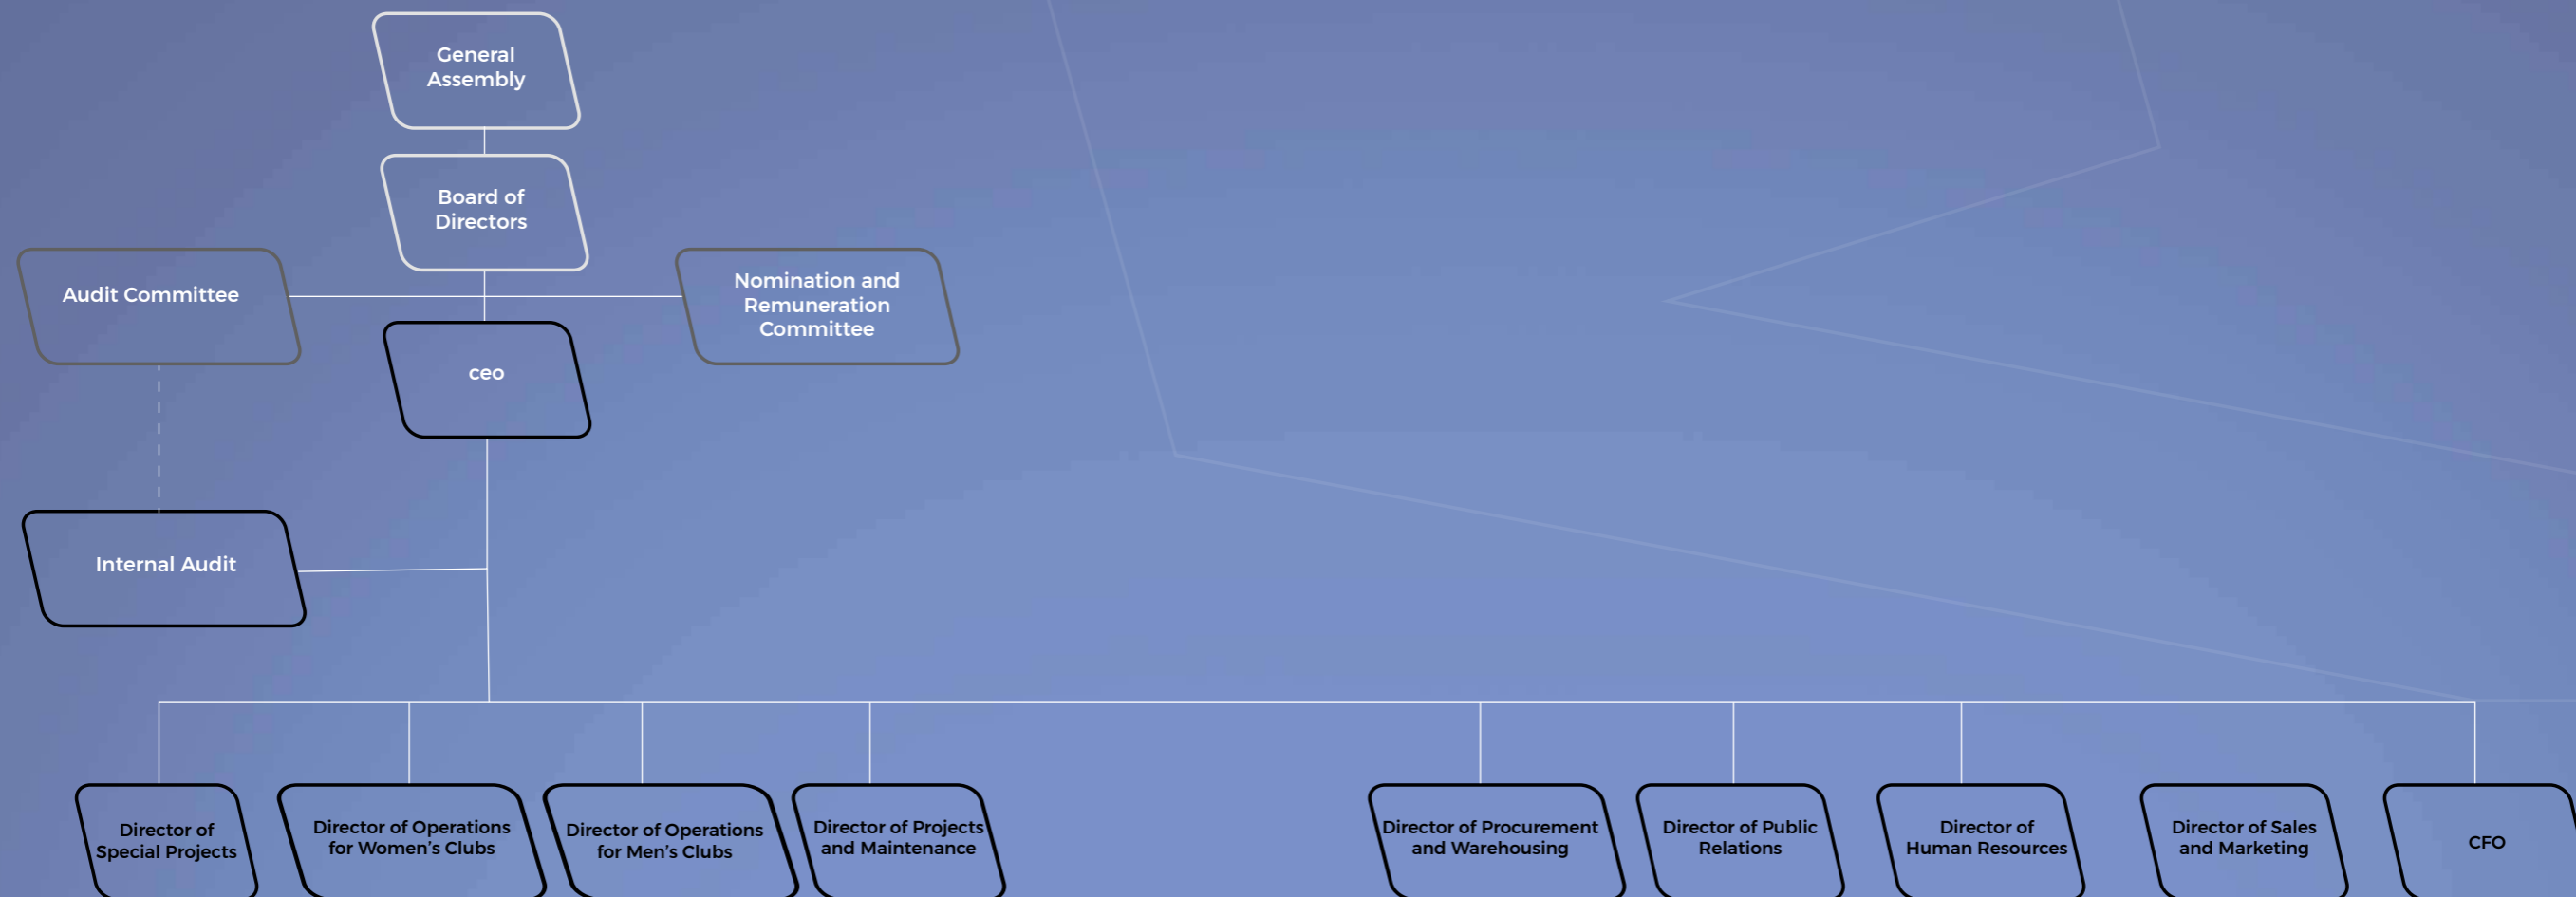 General
Assembly
Board of
Directors
Audit Committee
Nomination and
Remuneration
Committee
ceo
Internal Audit
Director of
Special Projects
Director of Operations
for Women's Clubs
Director of Operations
for Men's Clubs
Director of Projects
and Maintenance
Director of Procurement
and Warehousing
Director of Public
Relations
Director of
Human Resources
Director of Sales
and Marketing
CFO